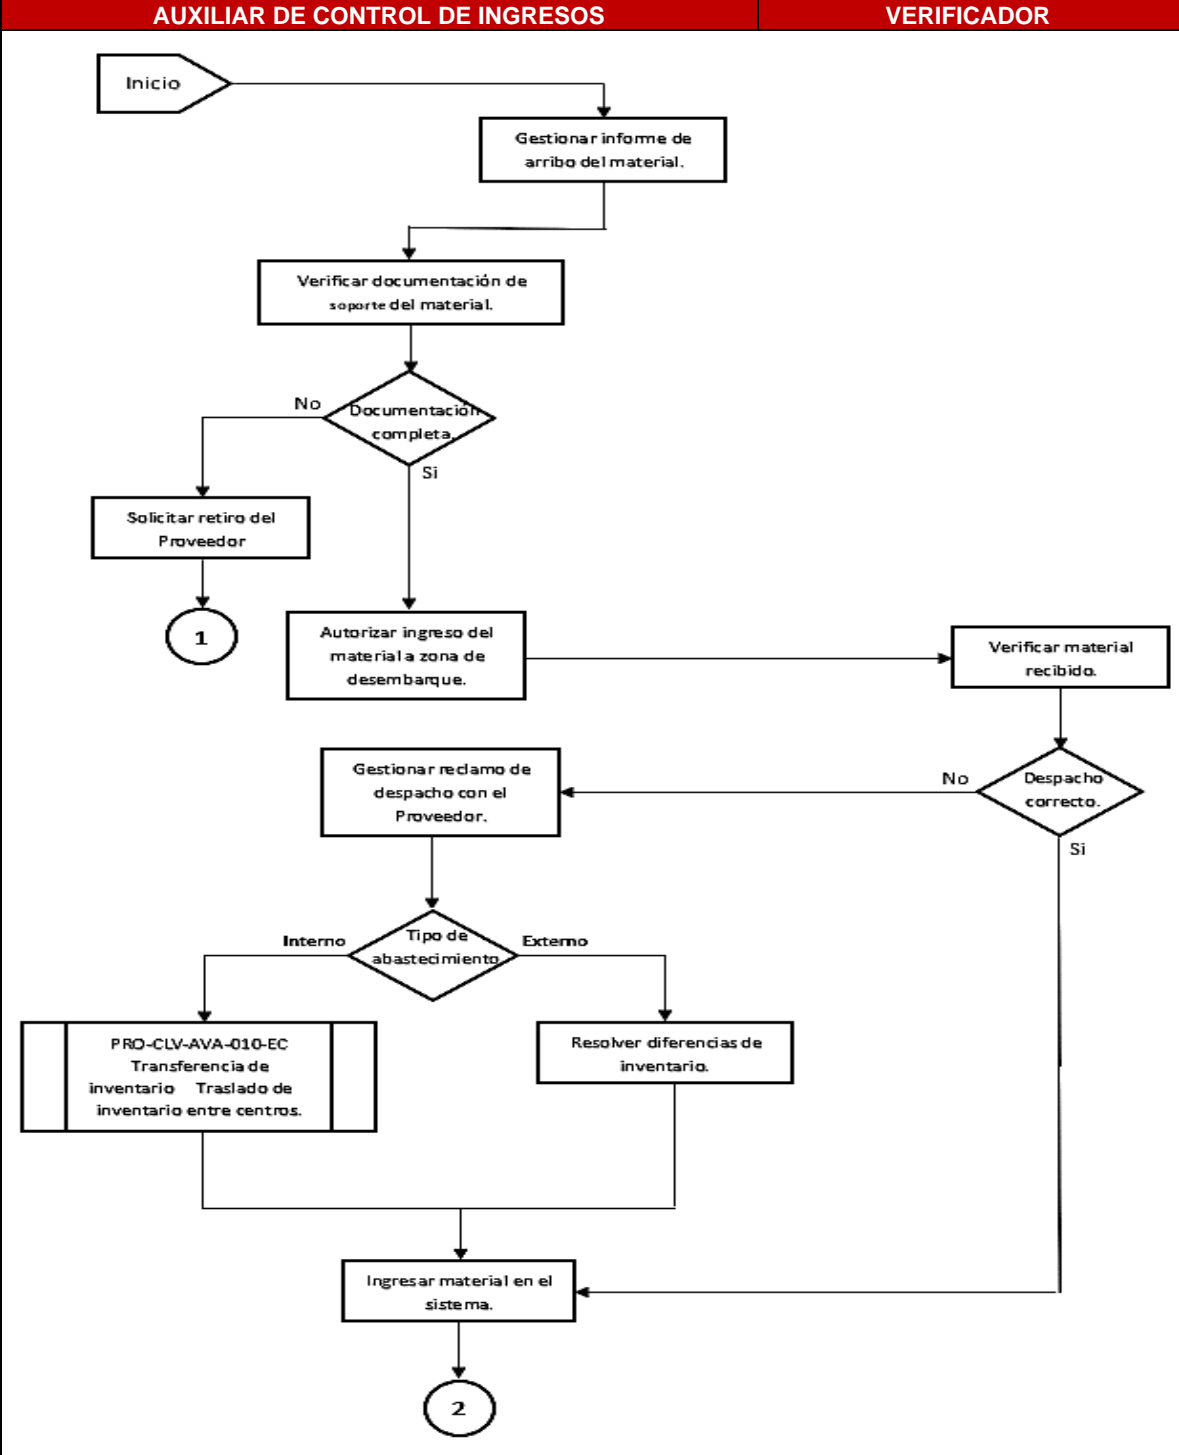 AUXILIAR DE CONTROL DE INGRESOS
VERIFICADOR
Inicio
Gestionar informe de
arribo del material.
Verificar documentación de
soporte del material.
No
Documentación
completa.
Si
Solicitar retiro del
Proveedor
1
Autorizar ingreso del
material a zona de
desembarque.
Verificar material
recibido.
Gestionar reclamo de
despacho con el
Proveedor.
No
Despacho
correcto.
Si
Interno
Tipo de
abastecimiento
Externo
PRO-CLV-AVA-010-EC
Transferencia de
inventario Traslado de
inventario entre centros.
Resolver diferencias de
inventario.
Ingresar material en el
sistema.
2